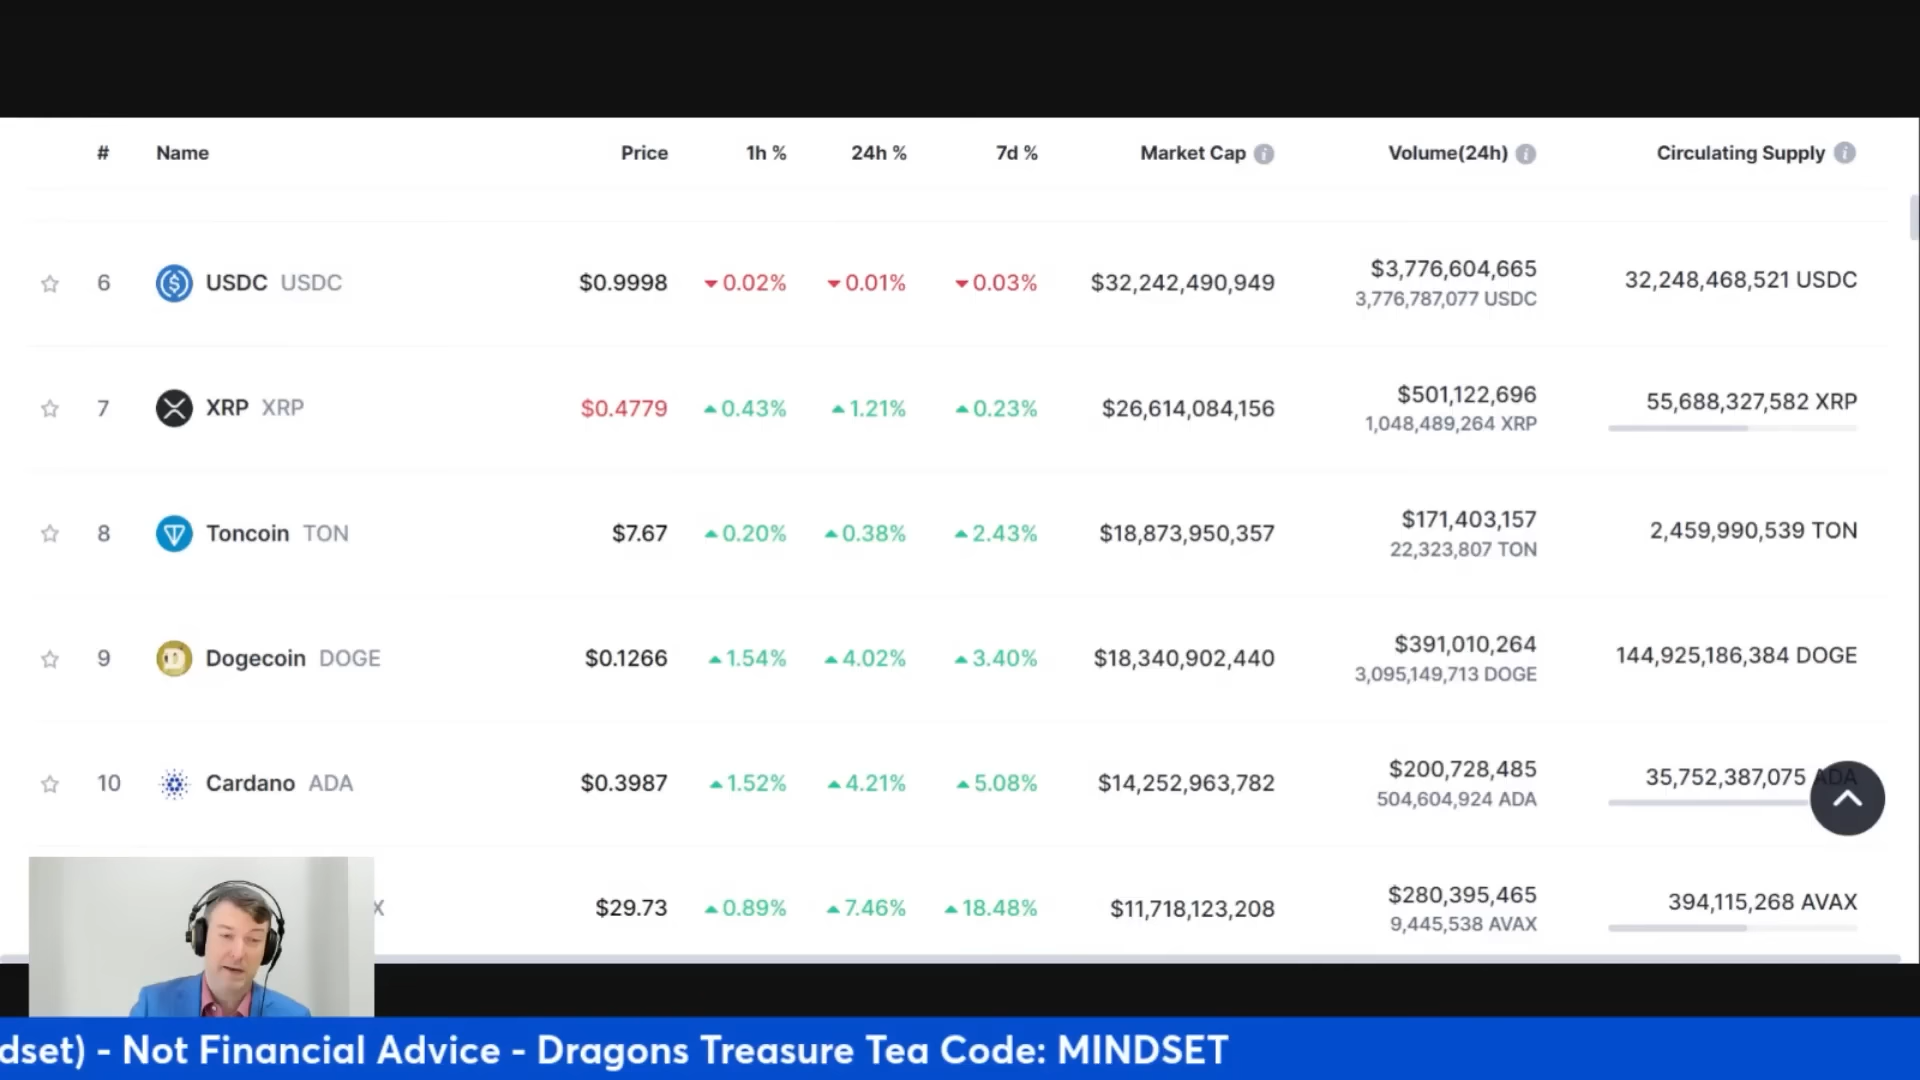 # Name Price 1h % 24h % 7d % Market Cap Volume(24h) Circulating Supply
6 USDC USDC $0.9998 0.02% 0.01% 0.03% $32,242,490,949 $3,776,604,665 32,248,468,521 USDC
3,776,787,077 USDC
7 XRP XRP $0.4779 0.43% 1.21% 0.23% $26,614,084,156 $501,122,696 55,688,327,582 XRP
1,048,489,264 XRP
8 Toncoin TON $7.67 0.20% 0.38% 2.43% $18,873,950,357 $171,403,157 2,459,990,539 TON
22,323,807 TON
9 Dogecoin DOGE $0.1266 1.54% 4.02% 3.40% $18,340,902,440 $391,010,264 144,925,186,384 DOGE
3,095,149,713 DOGE
10 Cardano ADA $0.3987 1.52% 4.21% 5.08% $14,252,963,782 $200,728,485 35,752,387,075 ADA
504,604,924 ADA
X $29.73 0.89% 7.46% 18.48% $11,718,123,208 $280,395,465 394,115,268 AVAX
9,445,538 AVAX
dset) - Not Financial Advice - Dragons Treasure Tea Code: MINDSET